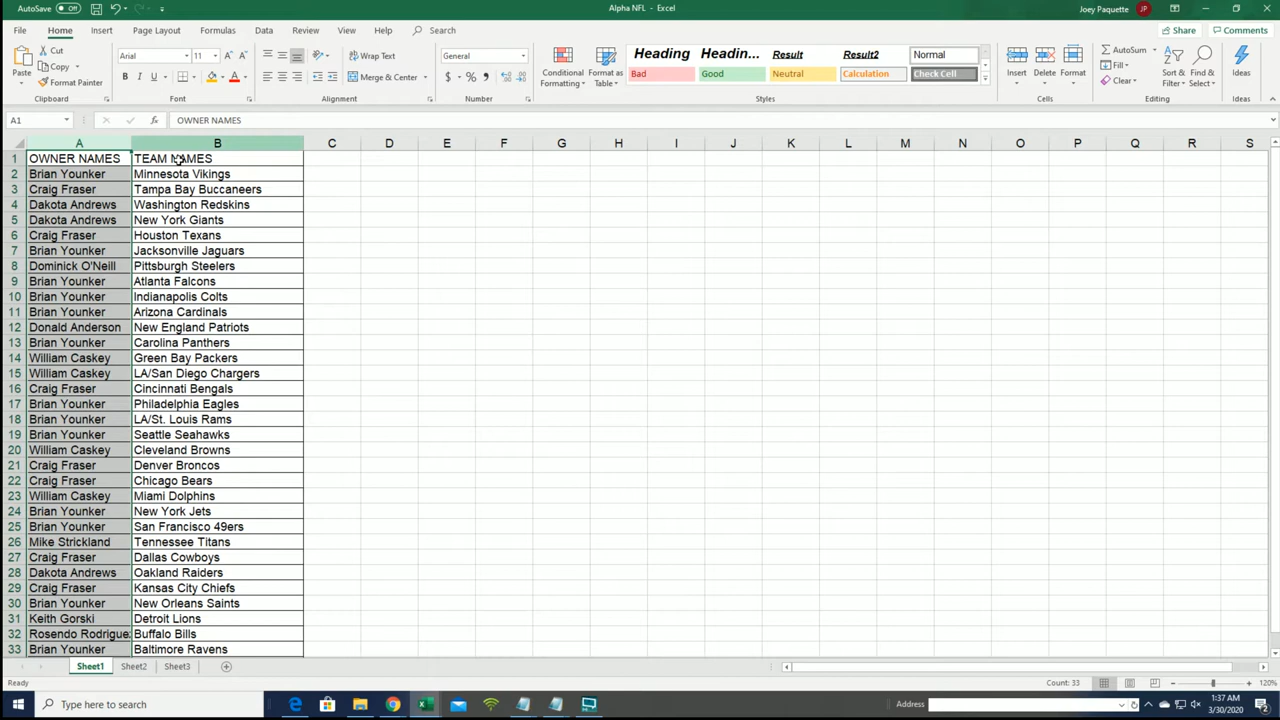 AutoSave Off
Alpha NFL - Excel
Joey Paquette JP
File Home Insert Page Layout Formulas Data Review View Help Search
Share Comments
Paste Cut Copy Format Painter
Arial 11
Wrap Text
Merge & Center
General
Conditional Formatting Format as Table
Heading Headin... Result Result2 Normal
Bad Good Neutral Calculation Check Cell
Insert Delete Format
AutoSum Fill Clear
Sort & Filter Find & Select
Ideas
Clipboard Font Alignment Number Styles Cells Editing Ideas
A1 fx OWNER NAMES
A B C D E F G H I J K L M N O P Q R S
1 OWNER NAMES TEAM NAMES
2 Brian Younker Minnesota Vikings
3 Craig Fraser Tampa Bay Buccaneers
4 Dakota Andrews Washington Redskins
5 Dakota Andrews New York Giants
6 Craig Fraser Houston Texans
7 Brian Younker Jacksonville Jaguars
8 Dominick O'Neill Pittsburgh Steelers
9 Brian Younker Atlanta Falcons
10 Brian Younker Indianapolis Colts
11 Brian Younker Arizona Cardinals
12 Donald Anderson New England Patriots
13 Brian Younker Carolina Panthers
14 William Caskey Green Bay Packers
15 William Caskey LA/San Diego Chargers
16 Craig Fraser Cincinnati Bengals
17 Brian Younker Philadelphia Eagles
18 Brian Younker LA/St. Louis Rams
19 Brian Younker Seattle Seahawks
20 William Caskey Cleveland Browns
21 Craig Fraser Denver Broncos
22 Craig Fraser Chicago Bears
23 William Caskey Miami Dolphins
24 Brian Younker New York Jets
25 Brian Younker San Francisco 49ers
26 Mike Strickland Tennessee Titans
27 Craig Fraser Dallas Cowboys
28 Dakota Andrews Oakland Raiders
29 Craig Fraser Kansas City Chiefs
30 Brian Younker New Orleans Saints
31 Keith Gorski Detroit Lions
32 Rosendo Rodrigue Buffalo Bills
33 Brian Younker Baltimore Ravens
Sheet1 Sheet2 Sheet3
Ready Count: 33 120%
Type here to search
Address
1:37 AM
3/30/2020
2